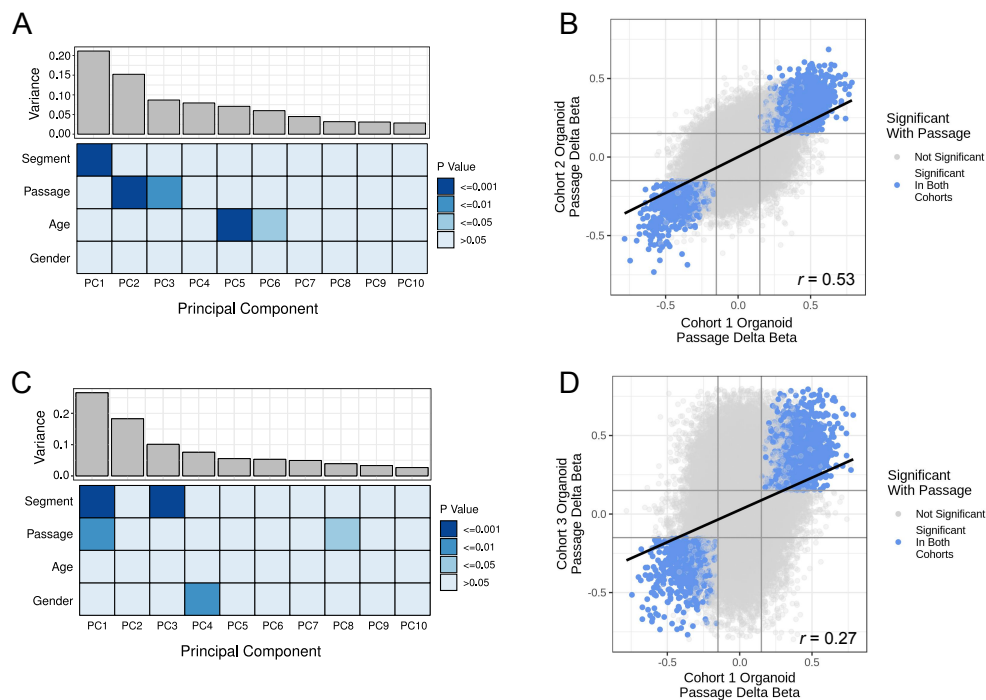 A
0.20
0.15
0.10
0.05
0.00
Variance
Segment
Passage
Age
Gender
PC1 PC2 PC3 PC4 PC5 PC6 PC7 PC8 PC9 PC10
Principal Component
P Value
<=0.001
<=0.01
<=0.05
>0.05
B
0.5
0.0
-0.5
Cohort 2 Organoid
Passage Delta Beta
r = 0.53
-0.5 0.0 0.5
Cohort 1 Organoid
Passage Delta Beta
Significant
With Passage
Not Significant
Significant
In Both
Cohorts
C
0.2
0.1
0.0
Variance
Segment
Passage
Age
Gender
PC1 PC2 PC3 PC4 PC5 PC6 PC7 PC8 PC9 PC10
Principal Component
P Value
<=0.001
<=0.01
<=0.05
>0.05
D
0.5
0.0
-0.5
Cohort 3 Organoid
Passage Delta Beta
r = 0.27
-0.5 0.0 0.5
Cohort 1 Organoid
Passage Delta Beta
Significant
With Passage
Not Significant
Significant
In Both
Cohorts